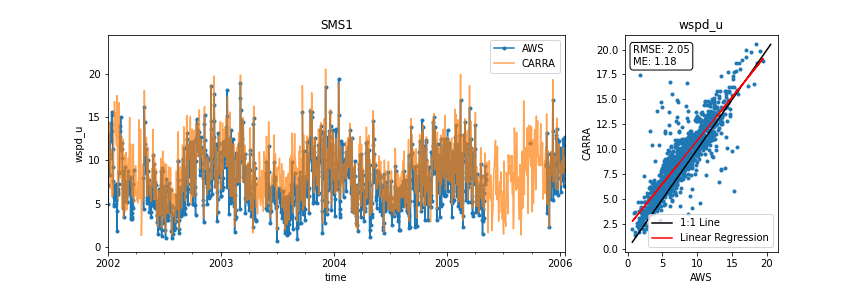 SMS1
wspd_u
20
15
10
5
0
2002
2003
2004
2005
2006
time
AWS
CARRA
wspd_u
CARRA
20.0
17.5
15.0
12.5
10.0
7.5
5.0
2.5
0.0
RMSE: 2.05
ME: 1.18
1:1 Line
Linear Regression
0
5
10
15
20
AWS